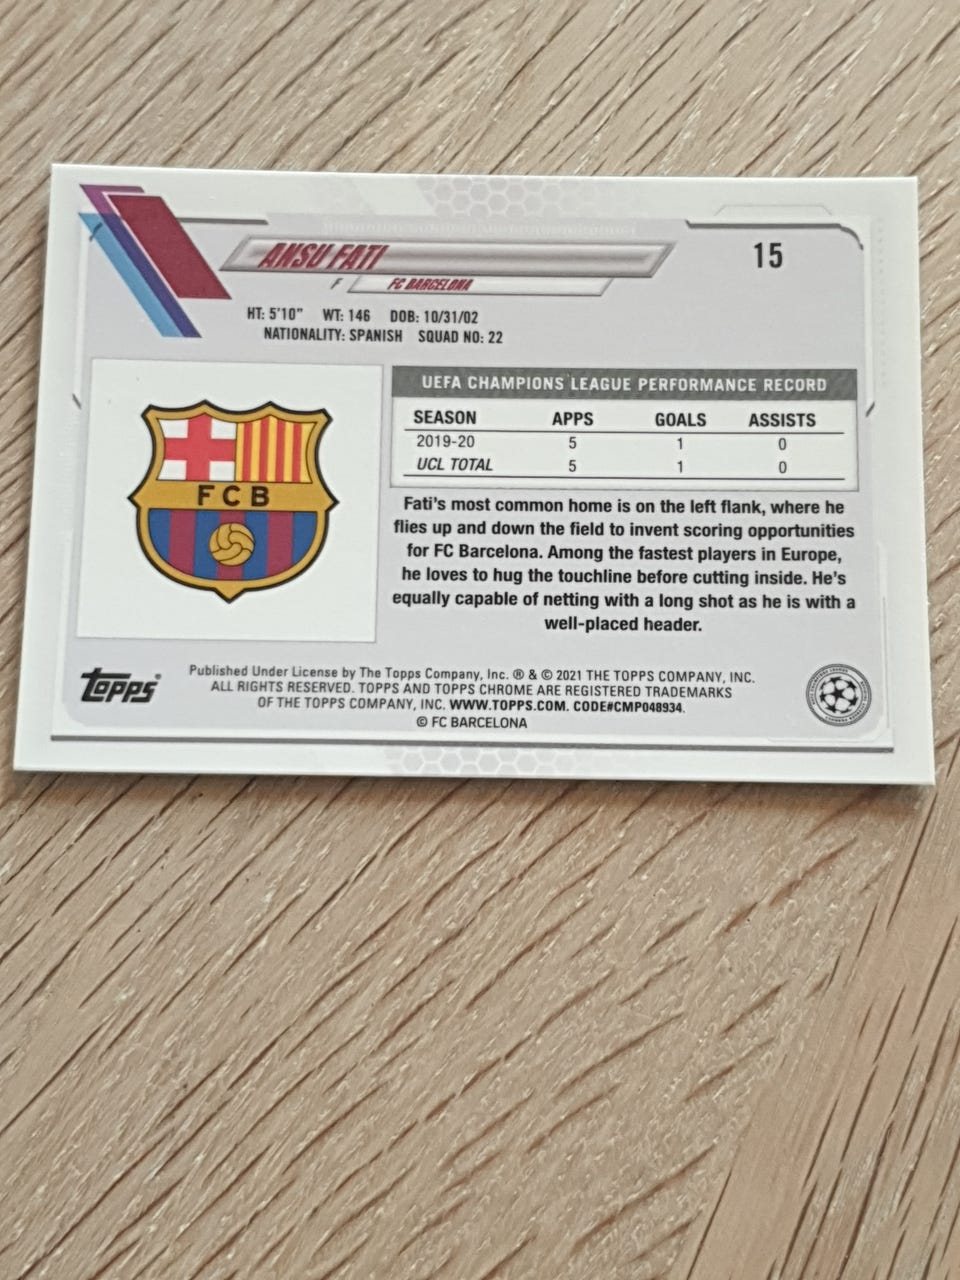 ANSU FATI
15
F FC BARCELONA
HT: 5'10" WT: 146 DOB: 10/31/02
NATIONALITY: SPANISH SQUAD NO: 22
FCB
UEFA CHAMPIONS LEAGUE PERFORMANCE RECORD
SEASON APPS GOALS ASSISTS
2019-20 5 1 0
UCL TOTAL 5 1 0
Fati's most common home is on the left flank, where he
flies up and down the field to invent scoring opportunities
for FC Barcelona. Among the fastest players in Europe,
he loves to hug the touchline before cutting inside. He's
equally capable of netting with a long shot as he is with a
well-placed header.
topps
Published Under License by The Topps Company, Inc. ® & © 2021 THE TOPPS COMPANY, INC.
ALL RIGHTS RESERVED. TOPPS AND TOPPS CHROME ARE REGISTERED TRADEMARKS
OF THE TOPPS COMPANY, INC. WWW.TOPPS.COM. CODE#CMP048934.
© FC BARCELONA